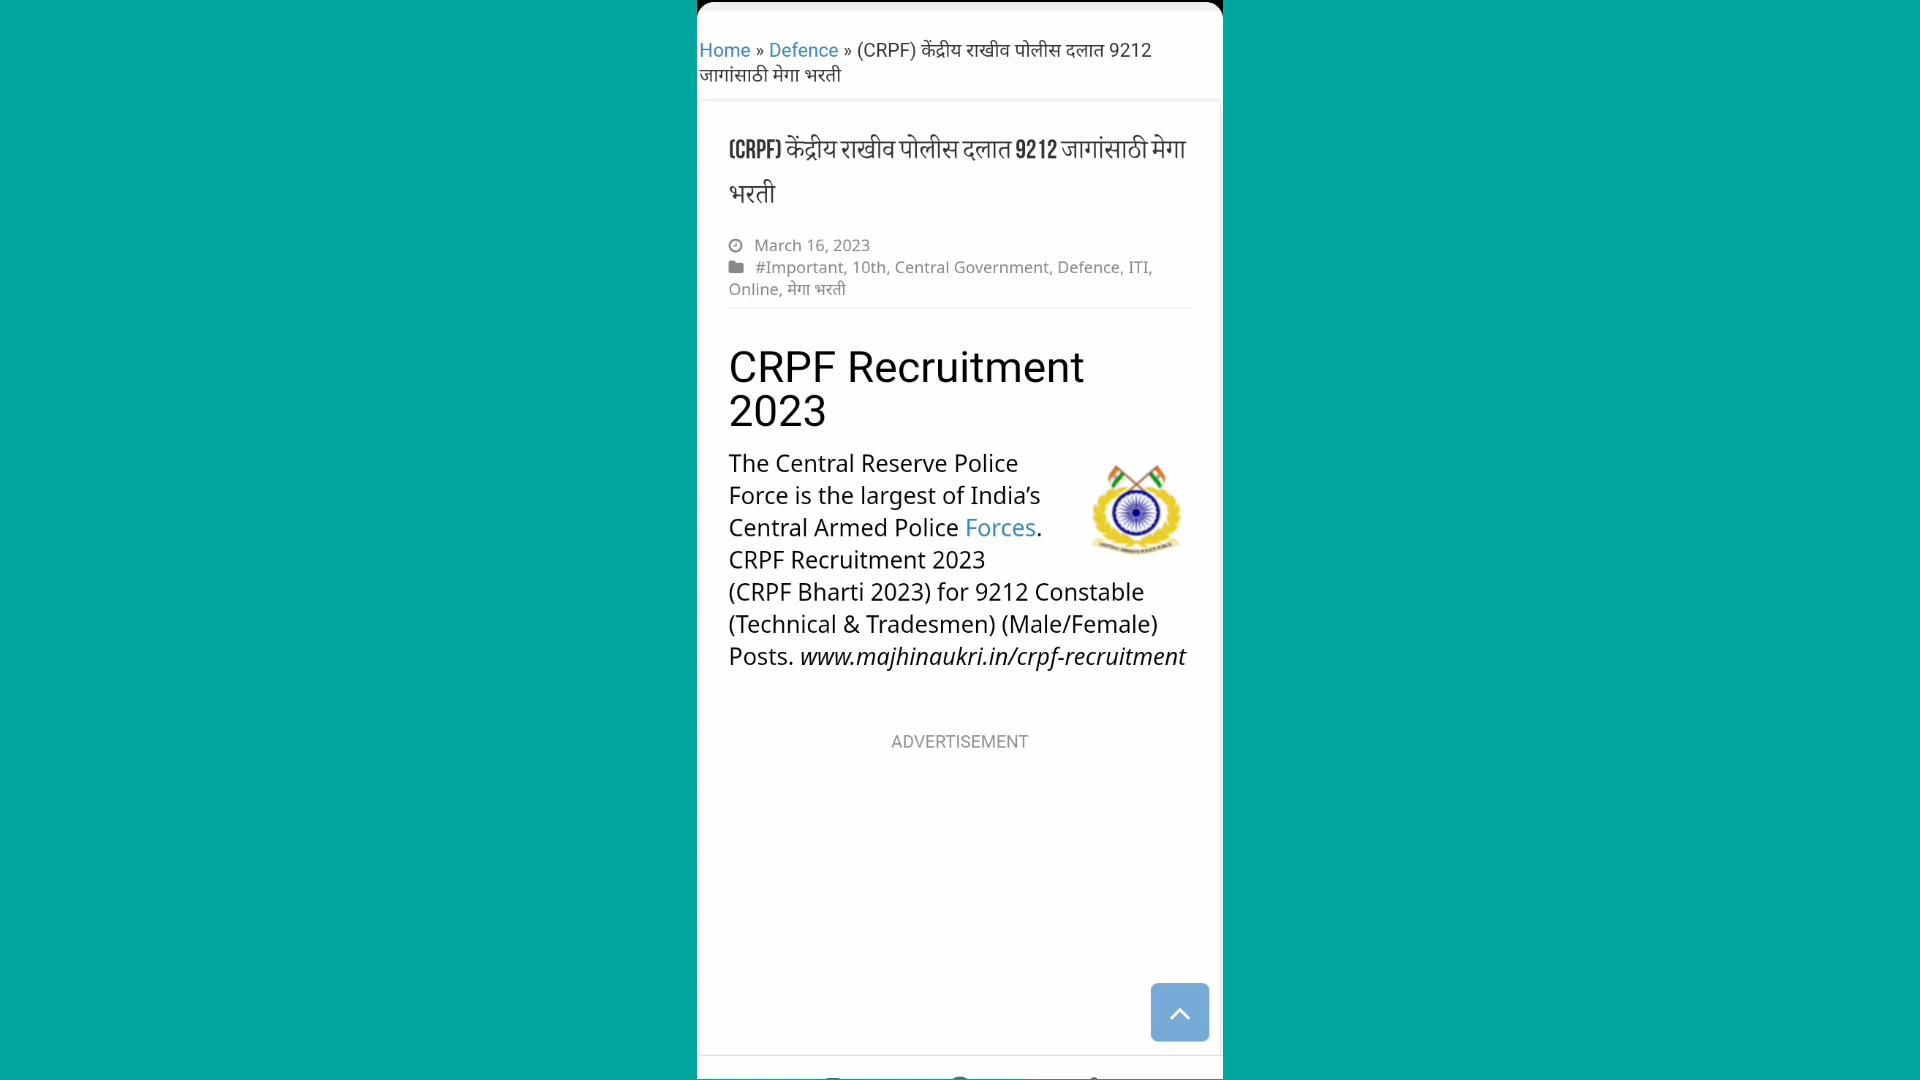 Home » Defence » (CRPF) केंद्रीय राखीव पोलीस दलात 9212
जागांसाठी मेगा भरती
(CRPF) केंद्रीय राखीव पोलीस दलात 9212 जागांसाठी मेगा
भरती
March 16, 2023
#Important, 10th, Central Government, Defence, ITI,
Online, मेगा भरती
CRPF Recruitment
2023
The Central Reserve Police
Force is the largest of India’s
Central Armed Police Forces.
CRPF Recruitment 2023
(CRPF Bharti 2023) for 9212 Constable
(Technical & Tradesmen) (Male/Female)
Posts. www.majhinaukri.in/crpf-recruitment
ADVERTISEMENT